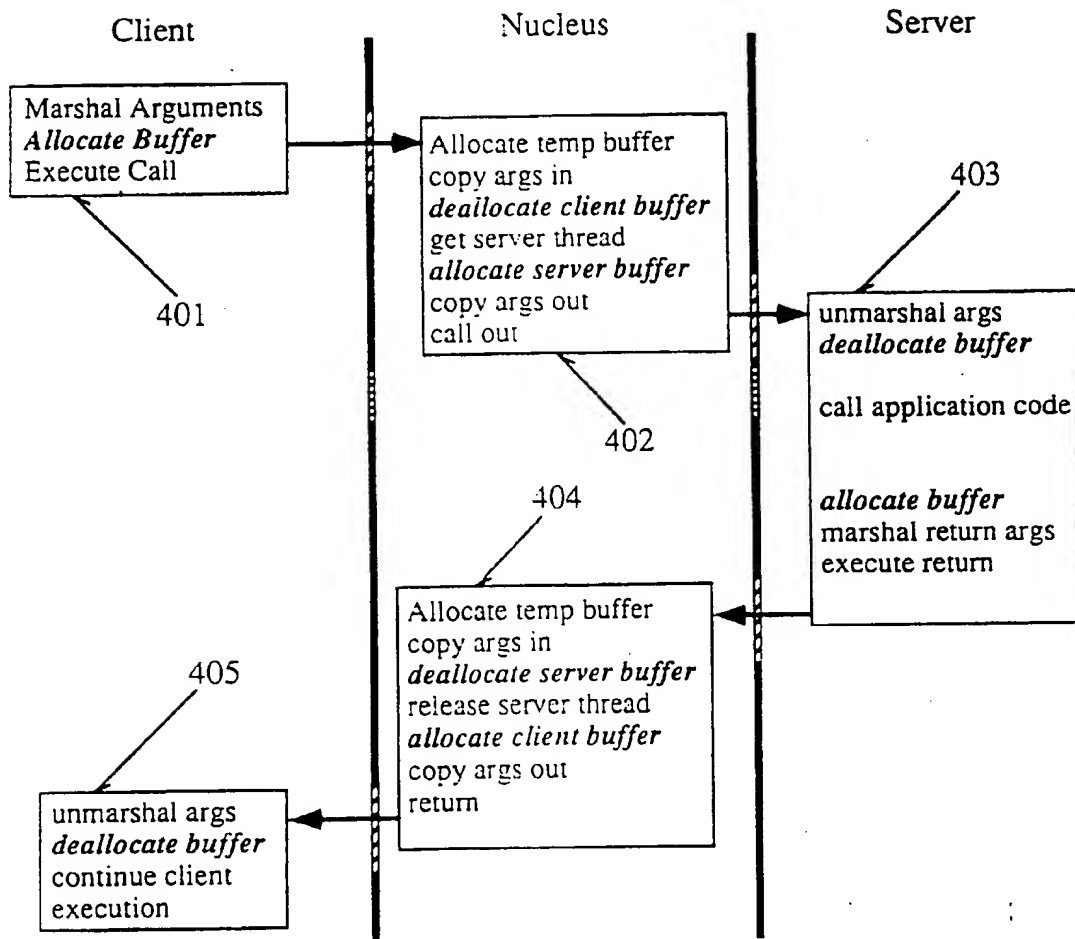 Client
Nucleus
Server
Marshal Arguments
Allocate Buffer
Execute Call
401
Allocate temp buffer
copy args in
deallocate client buffer
get server thread
allocate server buffer
copy args out
call out
402
403
unmarshal args
deallocate buffer
call application code
allocate buffer
marshal return args
execute return
404
Allocate temp buffer
copy args in
deallocate server buffer
release server thread
allocate client buffer
copy args out
return
405
unmarshal args
deallocate buffer
continue client
execution